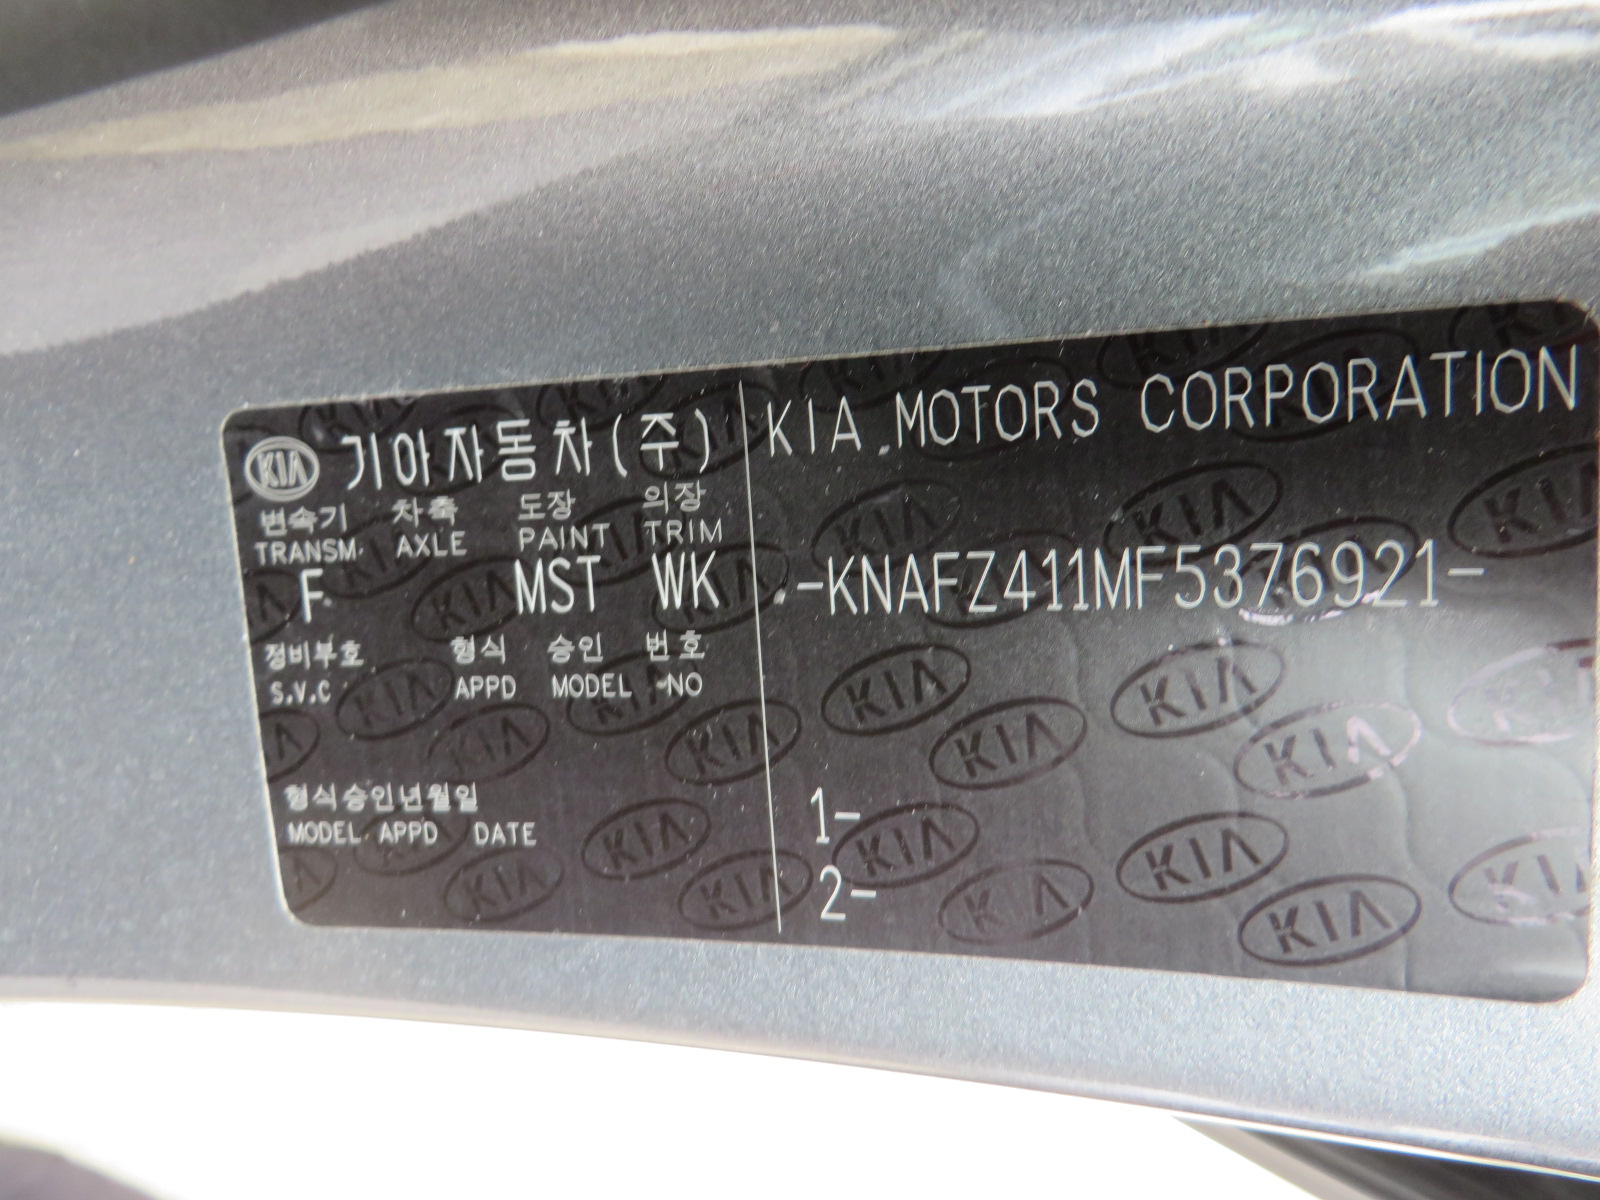 KIA 기아자동차(주) KIA MOTORS CORPORATION
변속기 차축 도장 의장
TRANSM. AXLE PAINT TRIM
F MST WK -KNAFZ411MF5376921-
정비부호 형식 승인 번호
S.V.C APPD MODEL NO
형식승인년월일
MODEL APPD DATE
1-
2-